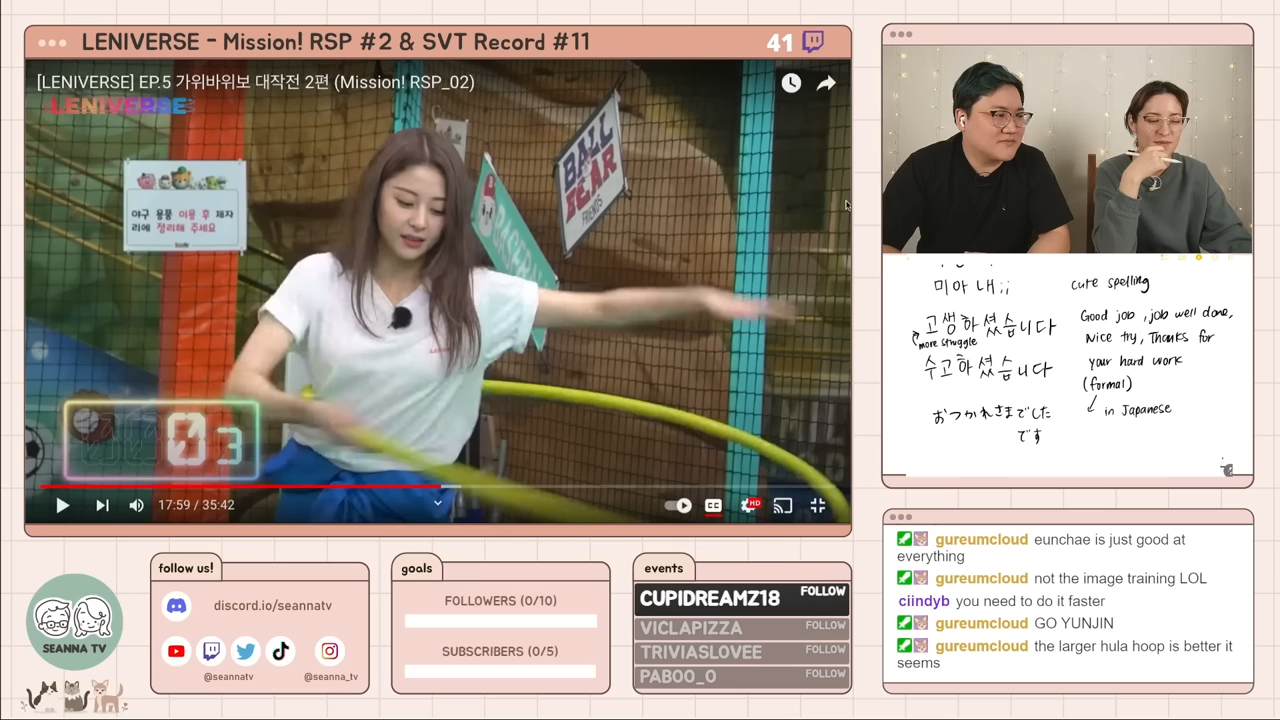 LENIVERSE - Mission! RSP #2 & SVT Record #11
41
[LENIVERSE] EP.5 가위바위보 대작전 2편 (Mission! RSP_02)
LENIVERSE
야구 용품 이용 후 제자
리에 정리해 주세요
BALL
FEAR
FRIENDS
03
17:59 / 35:42
CC
HD
미아 내;;
cute spelling
고생하셨습니다
more struggle
수고하셨습니다
Good job, job well done,
Nice try, Thanks for
your hard work
(formal)
in Japanese
おつかれさまでした
です
gureumcloud eunchae is just good at
everything
gureumcloud not the image training LOL
ciindyb you need to do it faster
gureumcloud GO YUNJIN
gureumcloud the larger hula hoop is better it
seems
SEANNA TV
follow us!
discord.io/seannatv
@seannatv
@seanna_tv
goals
FOLLOWERS (0/10)
SUBSCRIBERS (0/5)
events
CUPIDREAMZ18 FOLLOW
VICLAPIZZA FOLLOW
TRIVIASLOVEE FOLLOW
PABOO_0 FOLLOW